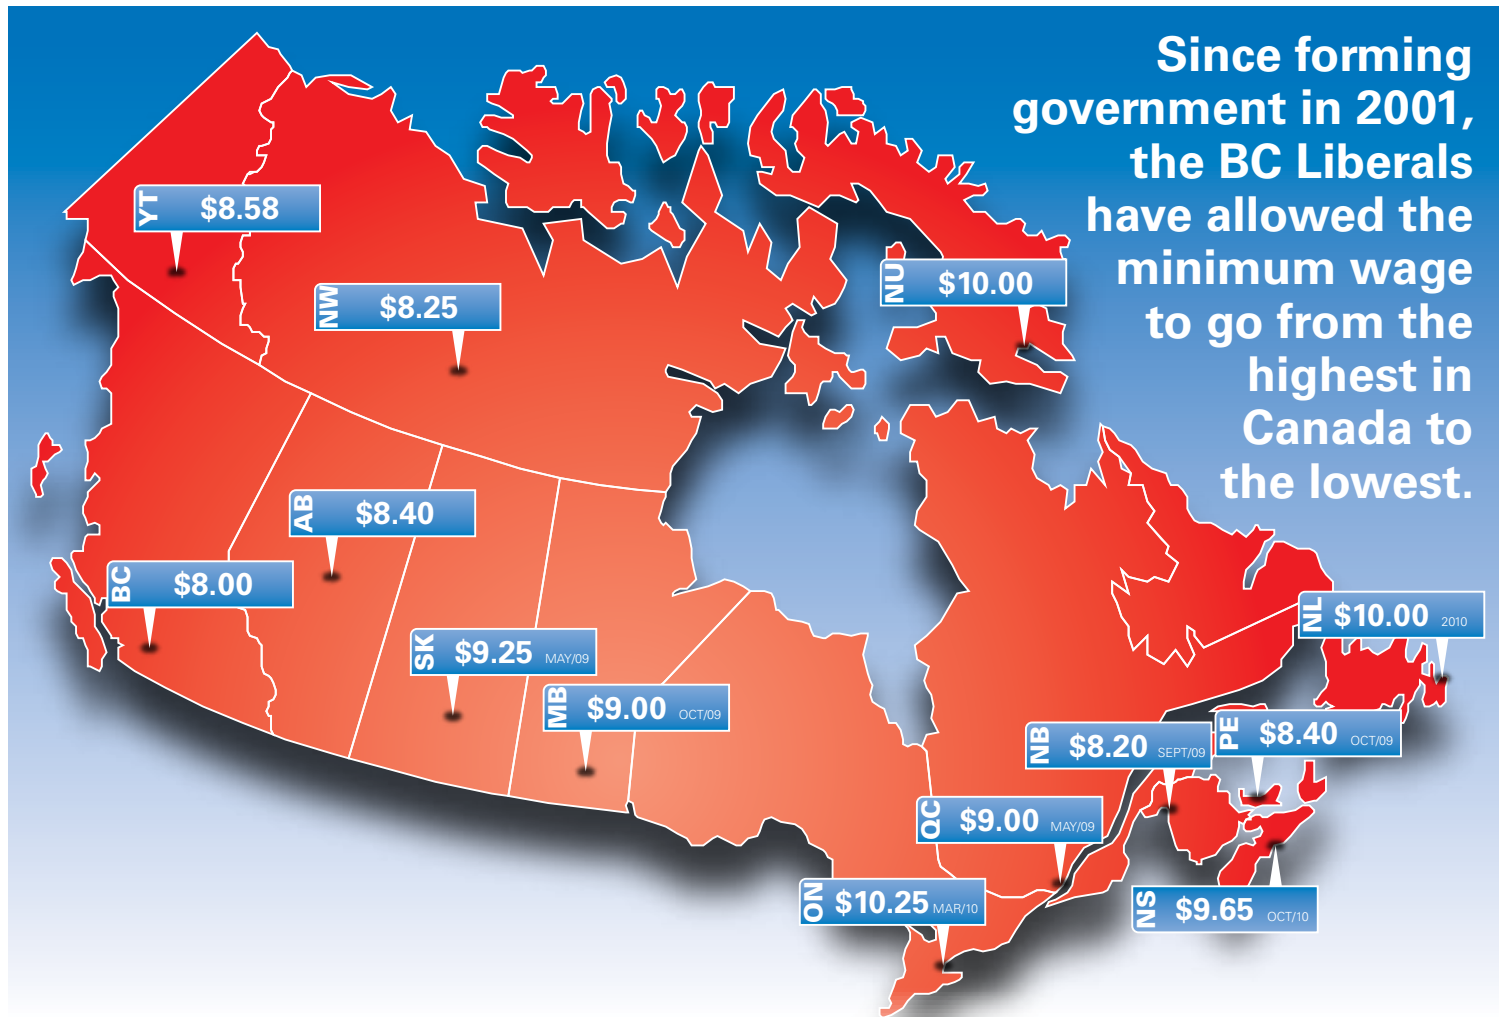 Since forming
government in 2001,
the BC Liberals
have allowed the
minimum wage
to go from the
highest in
Canada to
the lowest.
YT $8.58
NW $8.25
NU $10.00
AB $8.40
BC $8.00
SK $9.25 MAY/09
MB $9.00 OCT/09
NL $10.00 2010
NB $8.20 SEPT/09
PE $8.40 OCT/09
QC $9.00 MAY/09
ON $10.25 MAR/10
NS $9.65 OCT/10